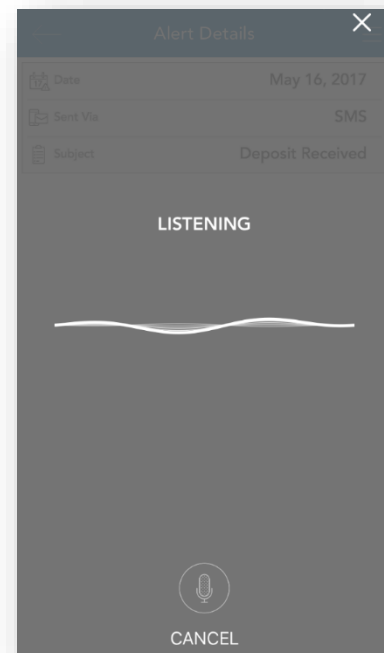 Alert Details
Date May 16, 2017
Sent Via SMS
Subject Deposit Received
LISTENING
CANCEL